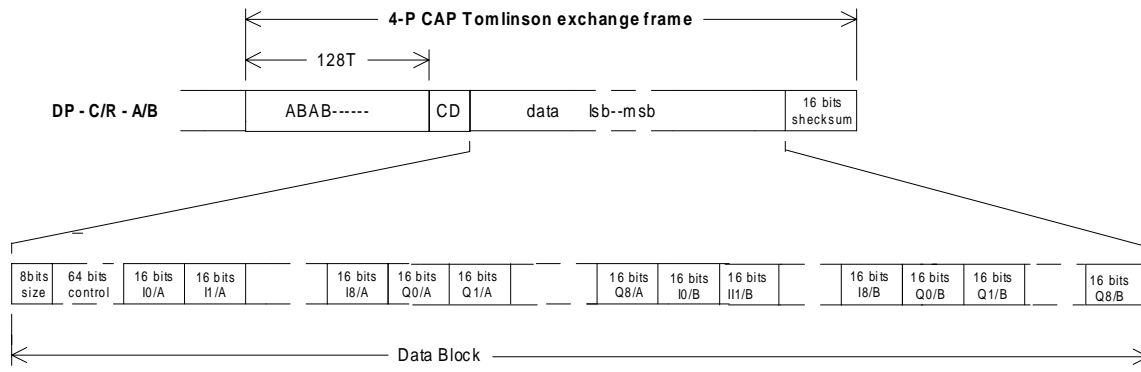 4-P CAP Tomlinson exchange frame
128T
DP - C/R - A/B
ABAB------
CD
data lsb--msb
16 bits
shecksum
8bits
size
64 bits
control
16 bits
I0/A
16 bits
I1/A
16 bits
I8/A
16 bits
Q0/A
16 bits
Q1/A
16 bits
Q8/A
16 bits
I0/B
16 bits
II1/B
16 bits
I8/B
16 bits
Q0/B
16 bits
Q1/B
16 bits
Q8/B
Data Block